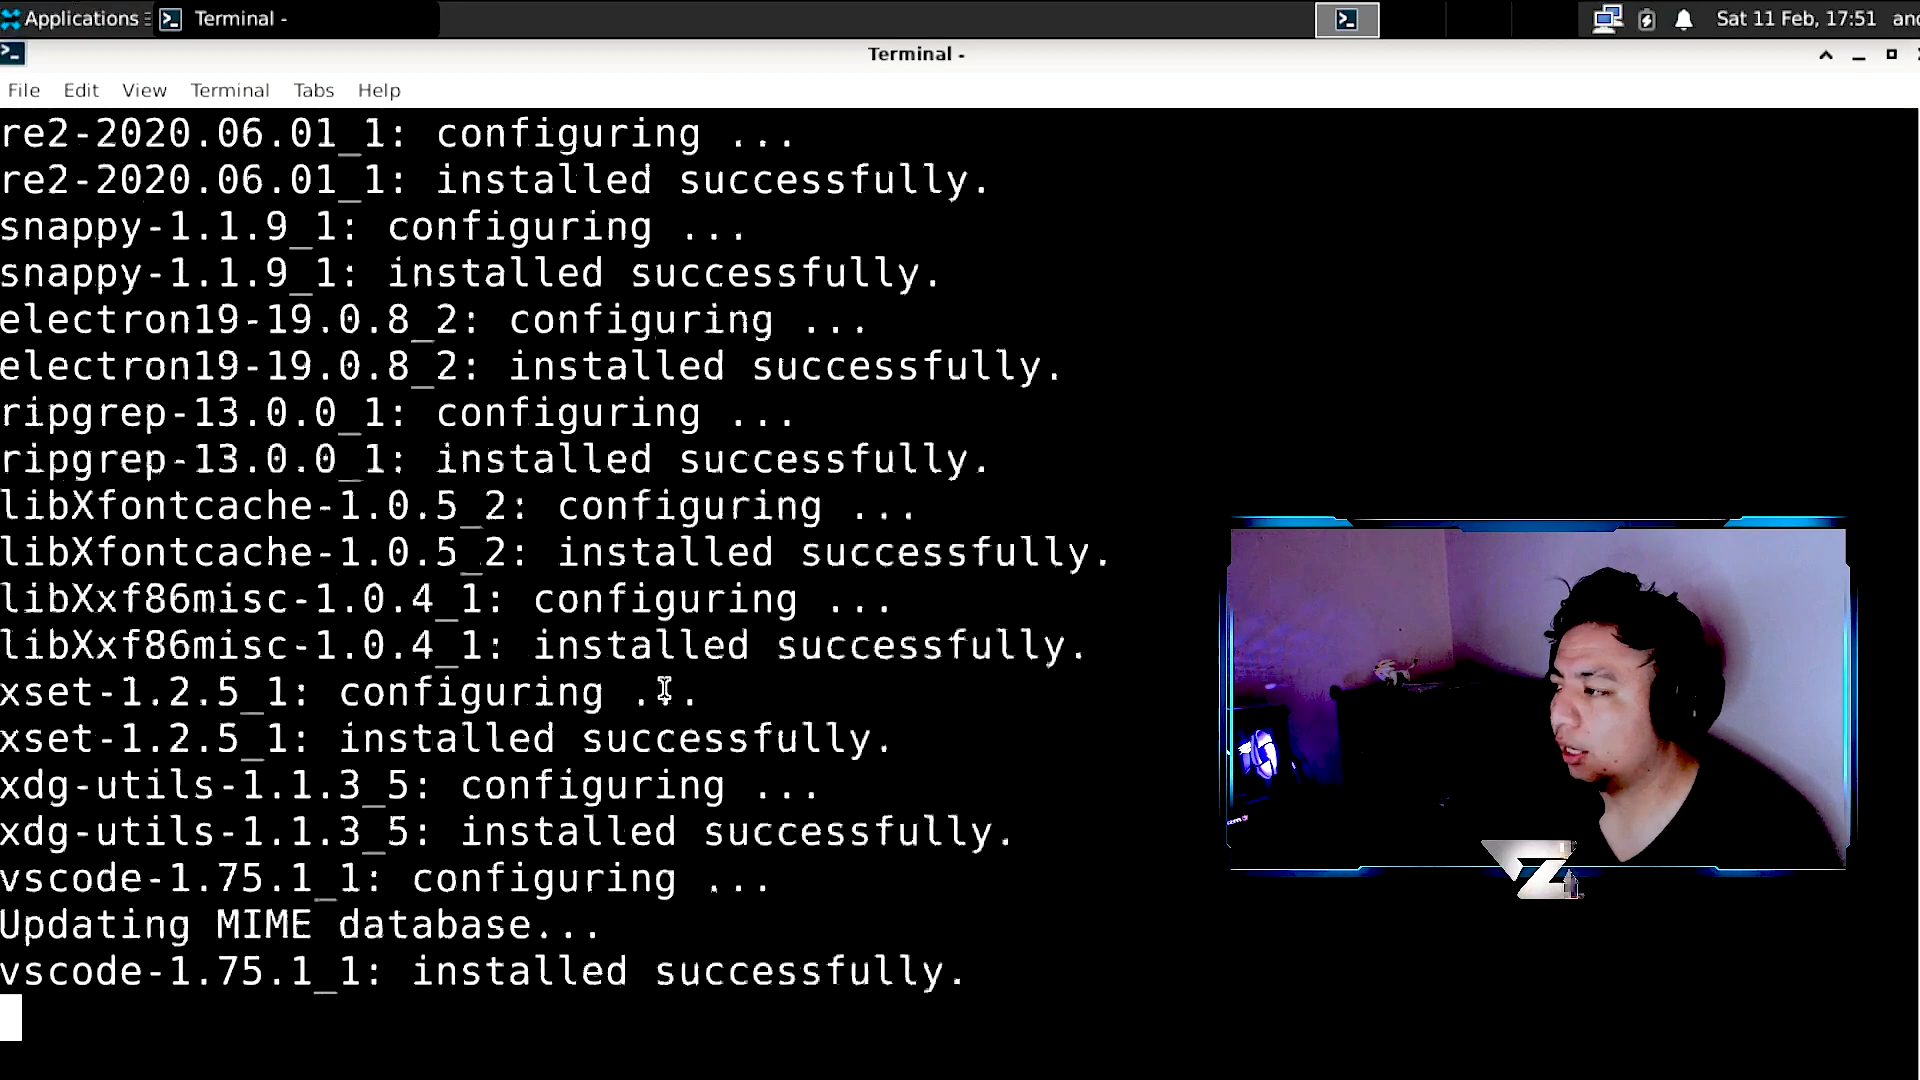 Applications Terminal - Sat 11 Feb, 17:51
Terminal -
File Edit View Terminal Tabs Help
re2-2020.06.01_1: configuring ...
re2-2020.06.01_1: installed successfully.
snappy-1.1.9_1: configuring ...
snappy-1.1.9_1: installed successfully.
electron19-19.0.8_2: configuring ...
electron19-19.0.8_2: installed successfully.
ripgrep-13.0.0_1: configuring ...
ripgrep-13.0.0_1: installed successfully.
libXfontcache-1.0.5_2: configuring ...
libXfontcache-1.0.5_2: installed successfully.
libXxf86misc-1.0.4_1: configuring ...
libXxf86misc-1.0.4_1: installed successfully.
xset-1.2.5_1: configuring ...
xset-1.2.5_1: installed successfully.
xdg-utils-1.1.3_5: configuring ...
xdg-utils-1.1.3_5: installed successfully.
vscode-1.75.1_1: configuring ...
Updating MIME database...
vscode-1.75.1_1: installed successfully.